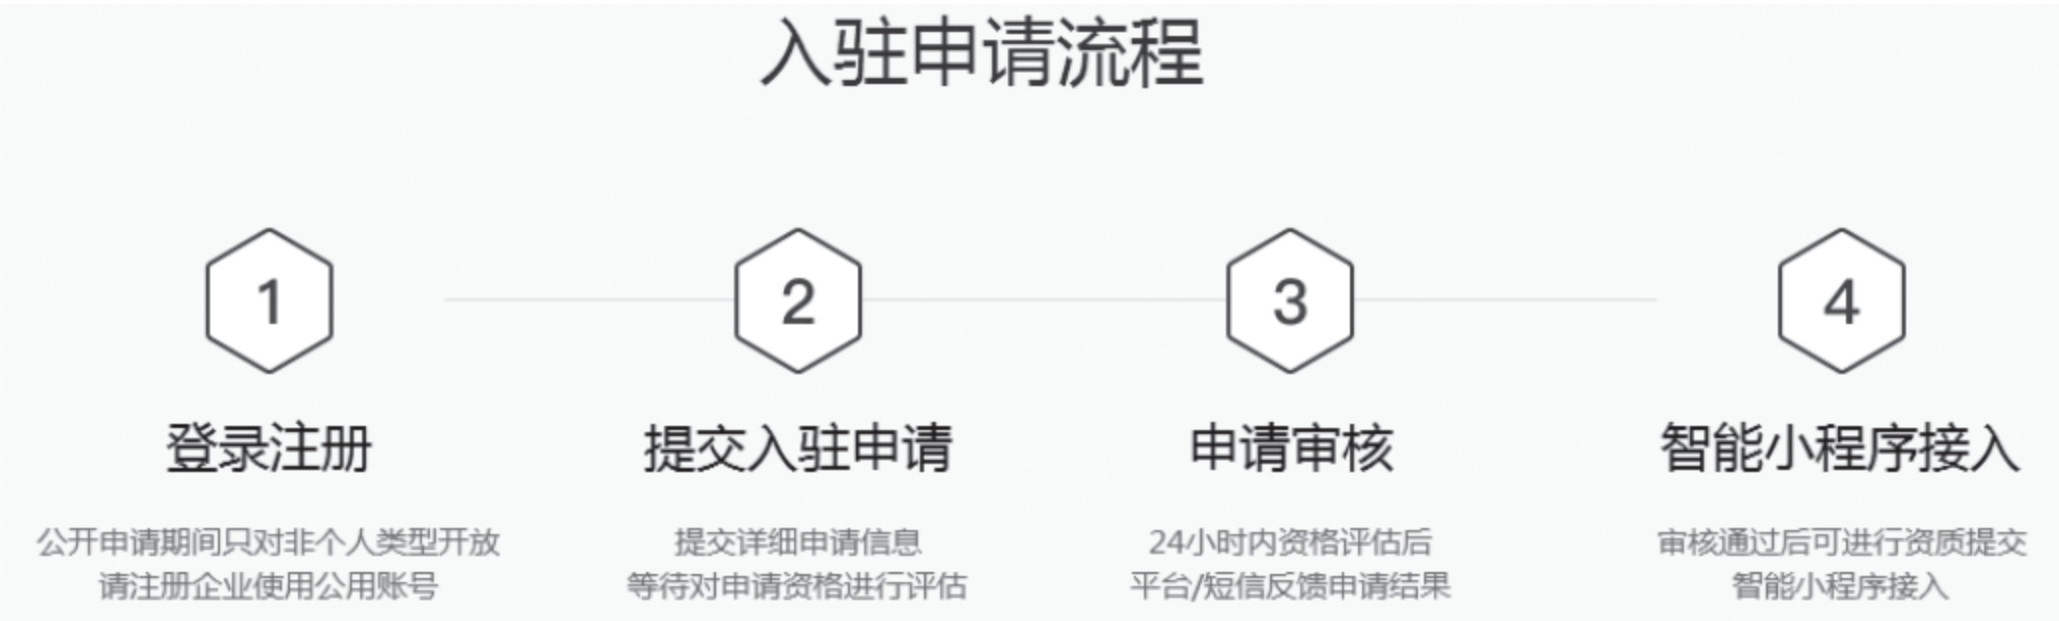 入驻申请流程
1
2
3
4
登录注册
提交入驻申请
申请审核
智能小程序接入
公开申请期间只对非个人类型开放
请注册企业使用公用账号
提交详细申请信息
等待对申请资格进行评估
24小时内资格评估后
平台/短信反馈申请结果
审核通过后可进行资质提交
智能小程序接入